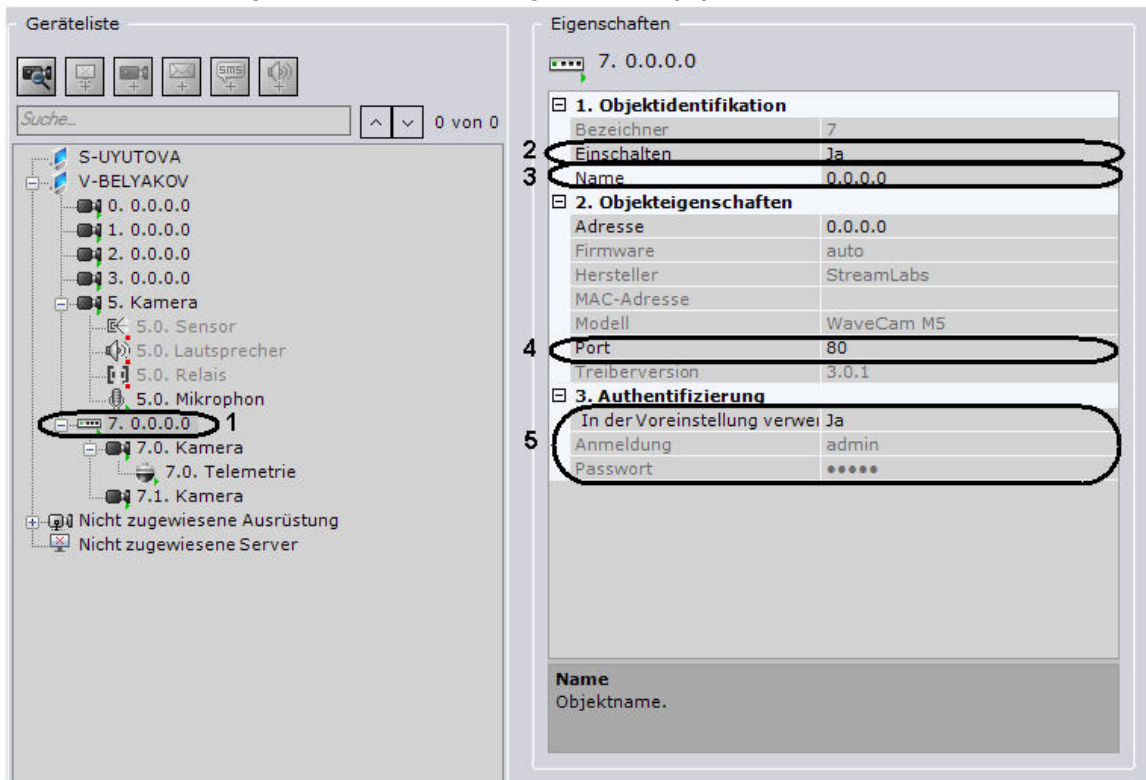 Geräteliste
sms
Suche...
0 von 0
S-UYUTOVA
V-BELYAKOV
0. 0.0.0.0
1. 0.0.0.0
2. 0.0.0.0
3. 0.0.0.0
5. Kamera
5.0. Sensor
5.0. Lautsprecher
5.0. Relais
5.0. Mikrophon
7. 0.0.0.0 1
7.0. Kamera
7.0. Telemetrie
7.1. Kamera
Nicht zugewiesene Ausrüstung
Nicht zugewiesene Server
Eigenschaften
7. 0.0.0.0
1. Objektidentifikation
Bezeichner 7
2 Einschalten Ja
3 Name 0.0.0.0
2. Objekteigenschaften
Adresse 0.0.0.0
Firmware auto
Hersteller StreamLabs
MAC-Adresse
Modell WaveCam M5
4 Port 80
Treiberversion 3.0.1
3. Authentifizierung
In der Voreinstellung verwei Ja
5 Anmeldung admin
Passwort •••••
Name
Objektname.